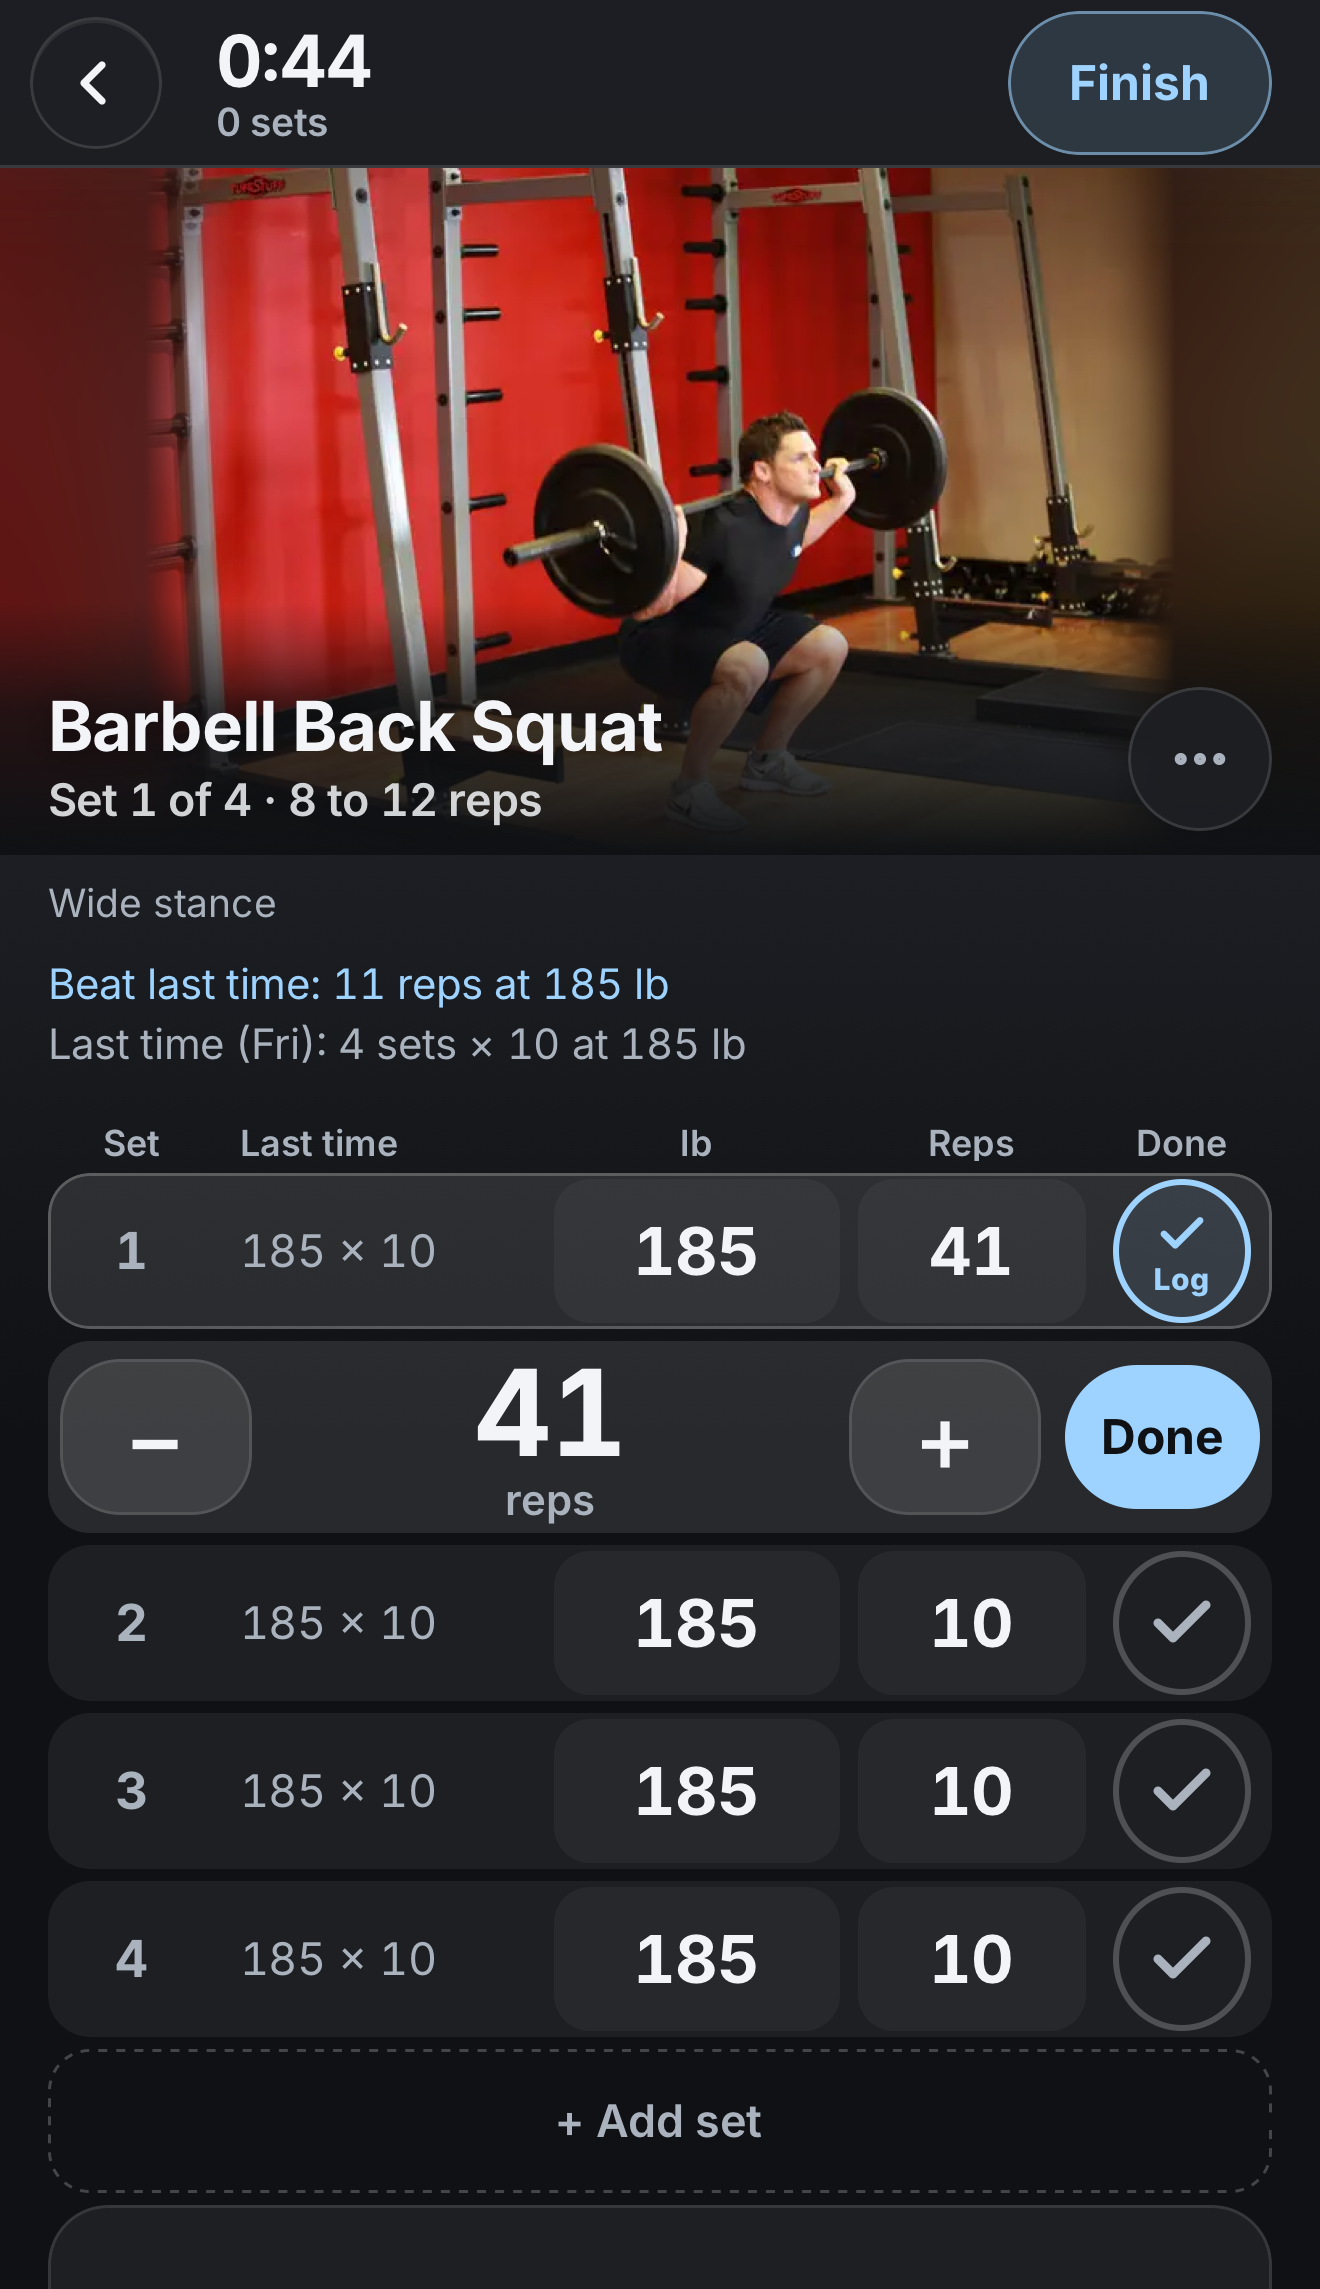 0:44
0 sets
Finish
Barbell Back Squat
Set 1 of 4 · 8 to 12 reps
Wide stance
Beat last time: 11 reps at 185 lb
Last time (Fri): 4 sets × 10 at 185 lb
Set Last time lb Reps Done
1 185 × 10 185 41 Log
− 41 + Done
reps
2 185 × 10 185 10
3 185 × 10 185 10
4 185 × 10 185 10
+ Add set